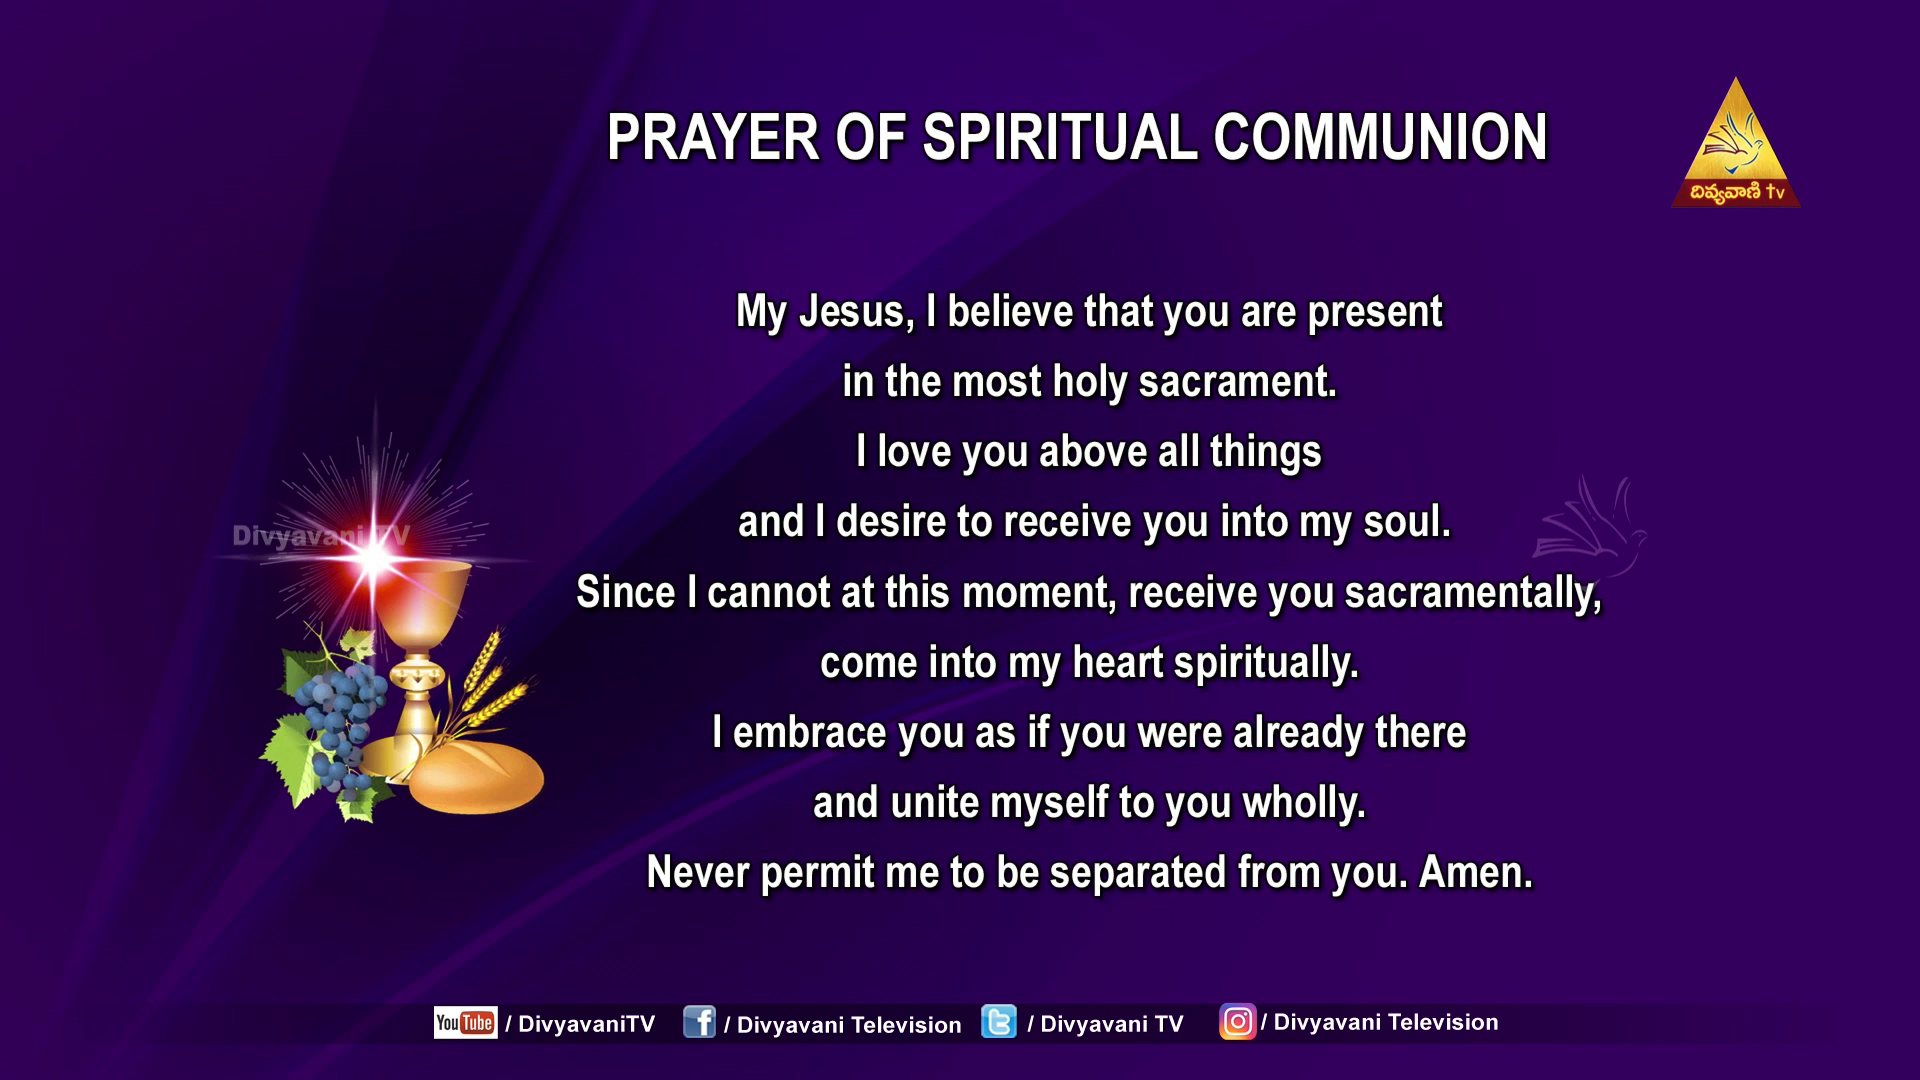 PRAYER OF SPIRITUAL COMMUNION
దివ్యవాణి tv
My Jesus, I believe that you are present
in the most holy sacrament.
I love you above all things
and I desire to receive you into my soul.
Divyavani TV
Since I cannot at this moment, receive you sacramentally,
come into my heart spiritually.
I embrace you as if you were already there
and unite myself to you wholly.
Never permit me to be separated from you. Amen.
YouTube / DivyavaniTV f / Divyavani Television / Divyavani TV / Divyavani Television